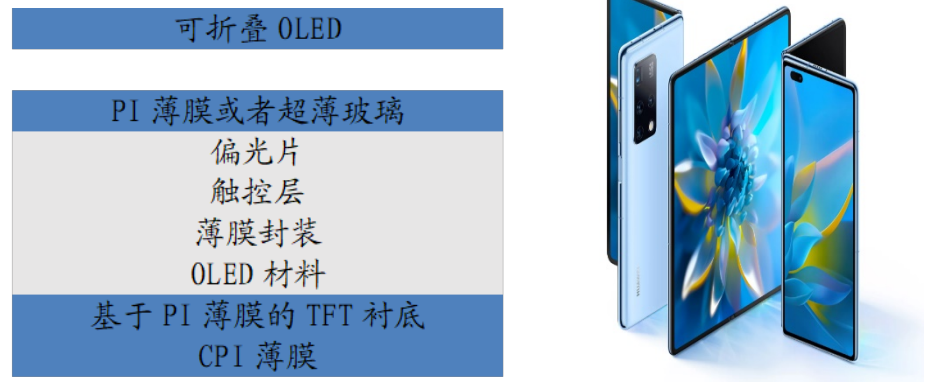 可折叠 OLED
PI 薄膜或者超薄玻璃
偏光片
触控层
薄膜封装
OLED 材料
基于 PI 薄膜的 TFT 衬底
CPI 薄膜